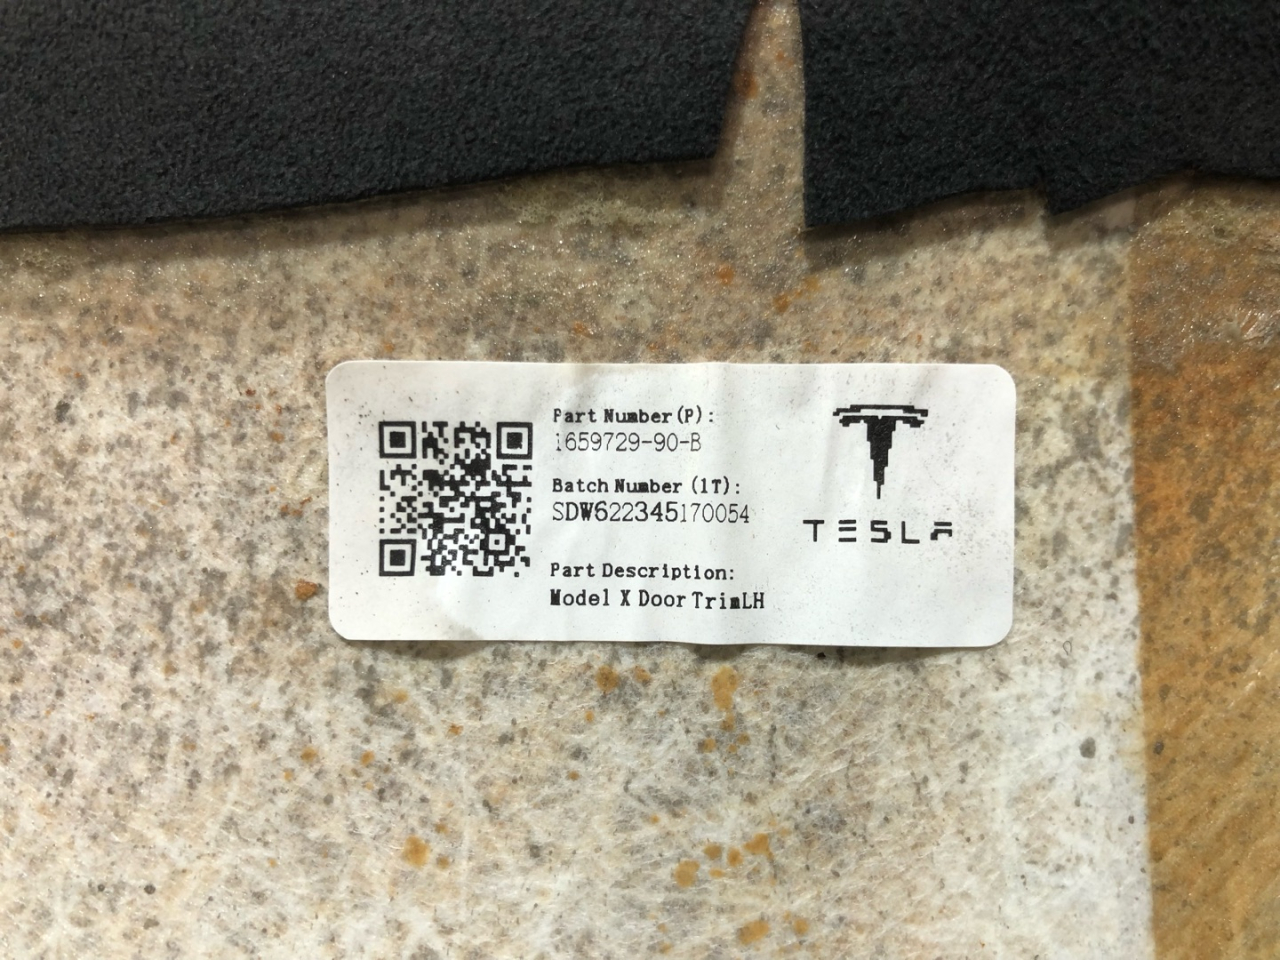 Part Number(P):
1659729-90-B
Batch Number (1T):
SDW622345170054
Part Description:
Model X Door TrimLH
TESLA